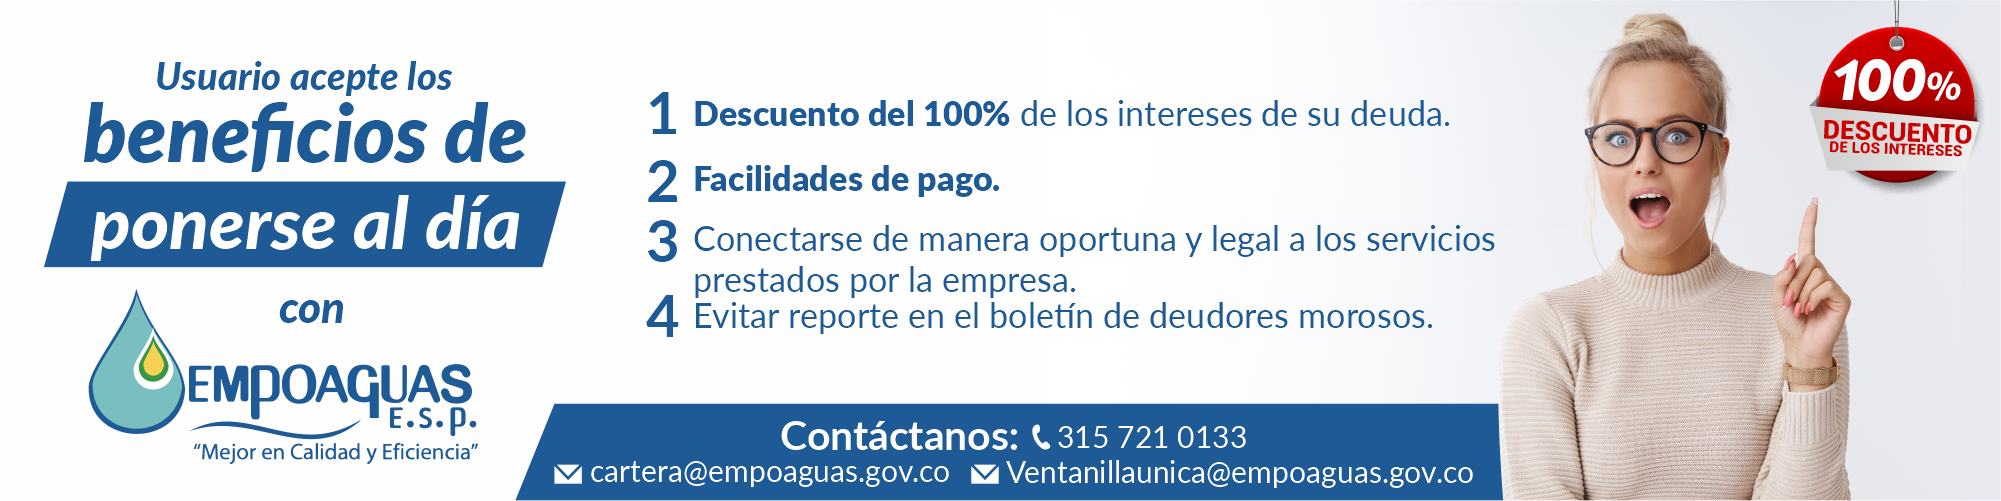 Usuario acepte los
beneficios de
ponerse al día
con
EMPOAGUAS
E.S.P.
“Mejor en Calidad y Eficiencia”
1 Descuento del 100% de los intereses de su deuda.
2 Facilidades de pago.
3 Conectarse de manera oportuna y legal a los servicios
prestados por la empresa.
4 Evitar reporte en el boletín de deudores morosos.
Contáctanos: 315 721 0133
cartera@empoaguas.gov.co Ventanillaunica@empoaguas.gov.co
100%
DESCUENTO
DE LOS INTERESES